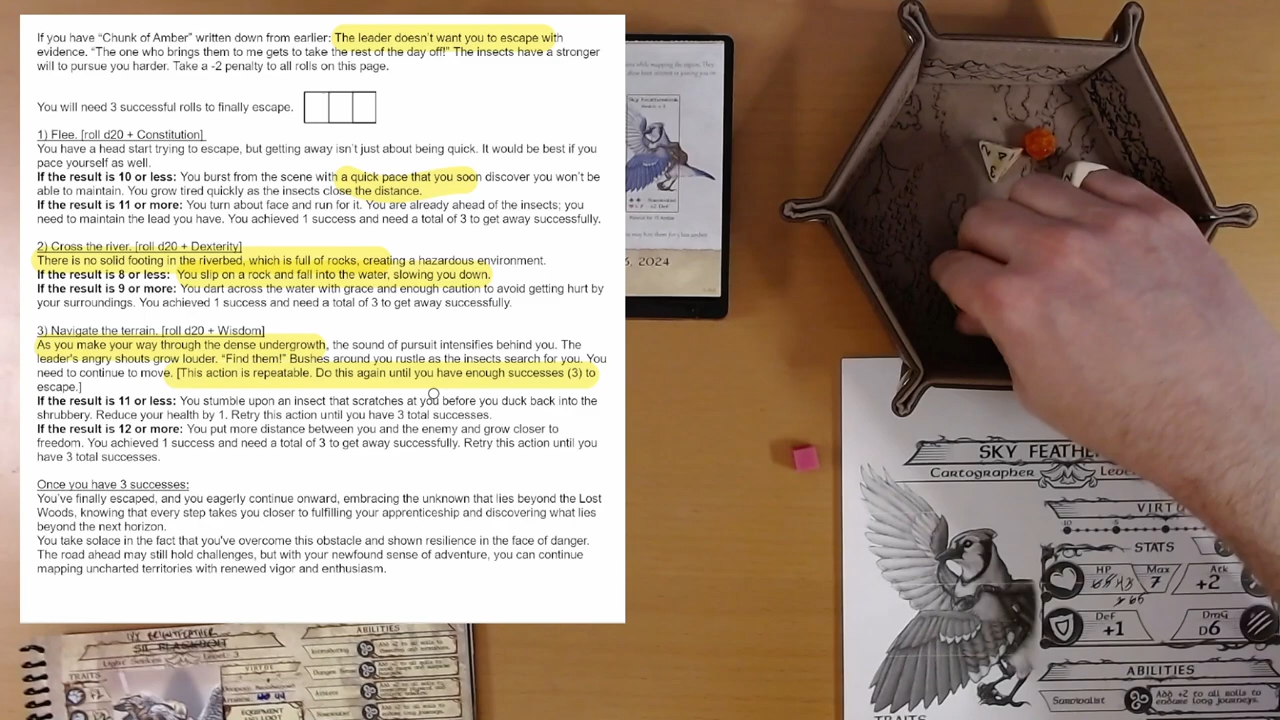 If you have “Chunk of Amber” written down from earlier: The leader doesn’t want you to escape with
evidence. “The one who brings them to me gets to take the rest of the day off!” The insects have a stronger
will to pursue you harder. Take a -2 penalty to all rolls on this page.
You will need 3 successful rolls to finally escape.
1) Flee. [roll d20 + Constitution]
You have a head start trying to escape, but getting away isn’t just about being quick. It would be best if you
pace yourself as well.
If the result is 10 or less: You burst from the scene with a quick pace that you soon discover you won’t be
able to maintain. You grow tired quickly as the insects close the distance.
If the result is 11 or more: You turn about face and run for it. You are already ahead of the insects; you
need to maintain the lead you have. You achieved 1 success and need a total of 3 to get away successfully.
2) Cross the river. [roll d20 + Dexterity]
There is no solid footing in the riverbed, which is full of rocks, creating a hazardous environment.
If the result is 8 or less: You slip on a rock and fall into the water, slowing you down.
If the result is 9 or more: You dart across the water with grace and enough caution to avoid getting hurt by
your surroundings. You achieved 1 success and need a total of 3 to get away successfully.
3) Navigate the terrain. [roll d20 + Wisdom]
As you make your way through the dense undergrowth, the sound of pursuit intensifies behind you. The
leader's angry shouts grow louder. “Find them!” Bushes around you rustle as the insects search for you. You
need to continue to move. [This action is repeatable. Do this again until you have enough successes (3) to
escape.]
If the result is 11 or less: You stumble upon an insect that scratches at you before you duck back into the
shrubbery. Reduce your health by 1. Retry this action until you have 3 total successes.
If the result is 12 or more: You put more distance between you and the enemy and grow closer to
freedom. You achieved 1 success and need a total of 3 to get away successfully. Retry this action until you
have 3 total successes.
Once you have 3 successes:
You’ve finally escaped, and you eagerly continue onward, embracing the unknown that lies beyond the Lost
Woods, knowing that every step takes you closer to fulfilling your apprenticeship and discovering what lies
beyond the next horizon.
You take solace in the fact that you've overcome this obstacle and shown resilience in the face of danger.
The road ahead may still hold challenges, but with your newfound sense of adventure, you can continue
mapping uncharted territories with renewed vigor and enthusiasm.
2024
SKY
Cartographer
STATS
HP
Max
7
Atk
+2
Def
+1
Dmg
D6
ABILITIES
Survivalist
Add +2 to all rolls to
endure long journeys.
TRAITS
Level: 3
VIRTUE
TRAITS
EQUIPMENT
ABILITIES